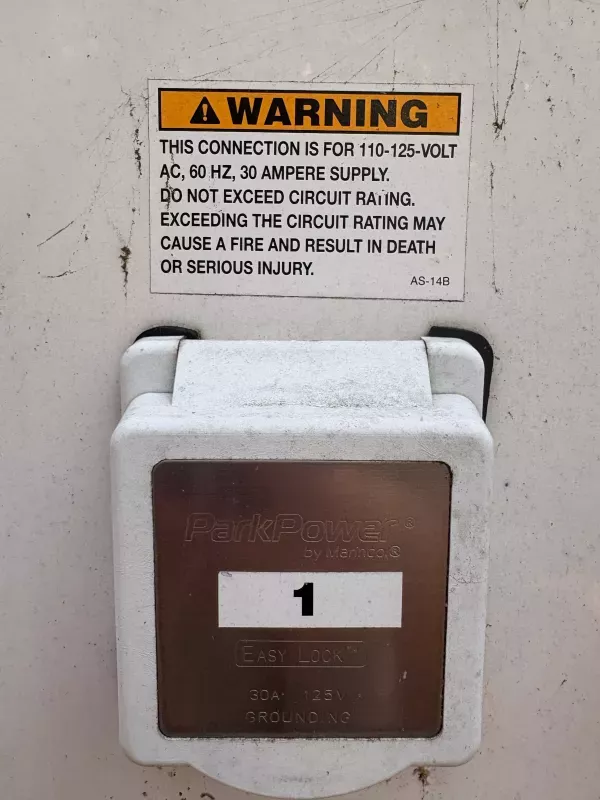 WARNING
THIS CONNECTION IS FOR 110-125-VOLT
AC, 60 HZ, 30 AMPERE SUPPLY.
DO NOT EXCEED CIRCUIT RATING.
EXCEEDING THE CIRCUIT RATING MAY
CAUSE A FIRE AND RESULT IN DEATH
OR SERIOUS INJURY.
AS-14B
ParkPower®
by Marinco®
1
EASY LOCK™
30A· 125V
GROUNDING